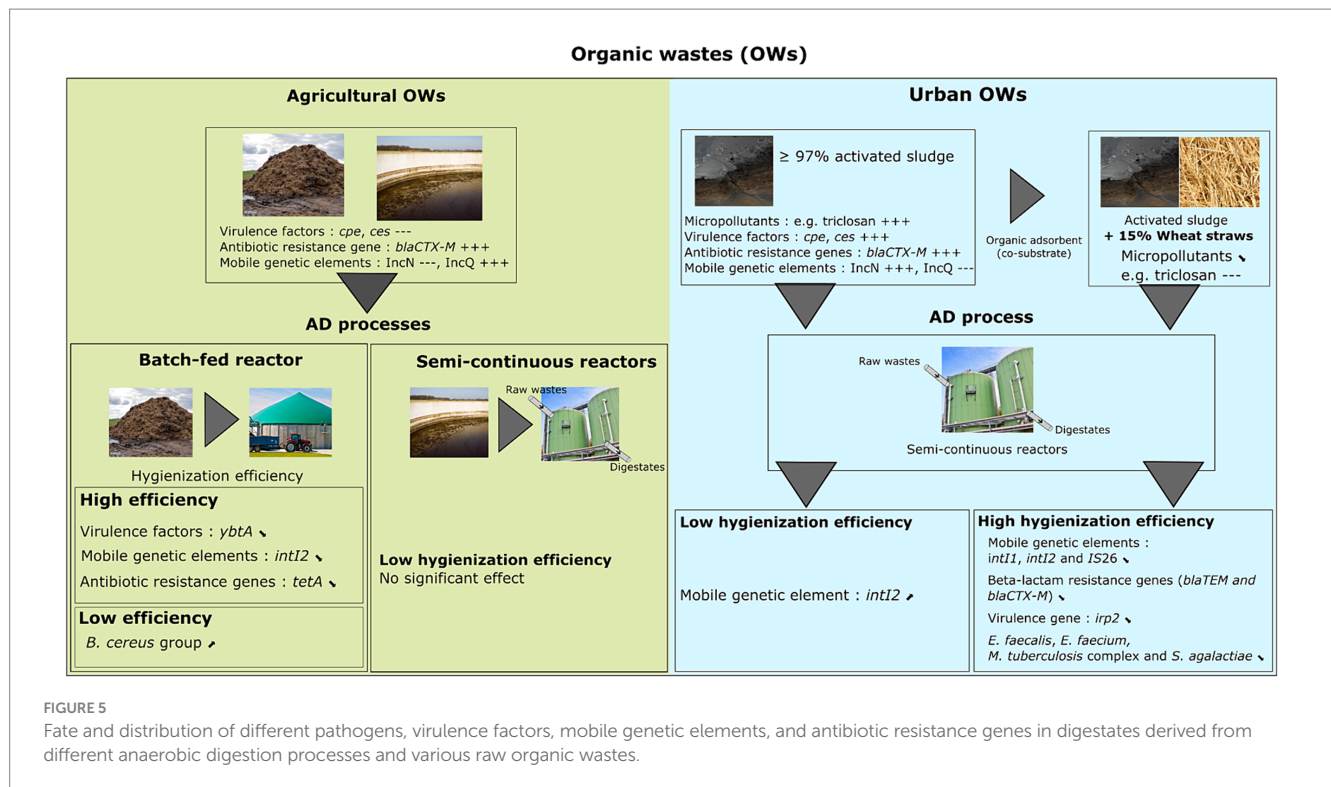 Organic wastes (OWs)
Agricultural OWs
Virulence factors : cpe, ces ---
Antibiotic resistance gene : blaCTX-M +++
Mobile genetic elements : IncN ---, IncQ +++
AD processes
Batch-fed reactor
Hygienization efficiency
High efficiency
Virulence factors : ybtA ⬊
Mobile genetic elements : intI2 ⬊
Antibiotic resistance genes : tetA ⬊
Low efficiency
B. cereus group ⬈
Semi-continuous reactors
Raw wastes
Digestates
Low hygienization efficiency
No significant effect
Urban OWs
≥ 97% activated sludge
Micropollutants : e.g. triclosan +++
Virulence factors : cpe, ces +++
Antibiotic resistance genes : blaCTX-M +++
Mobile genetic elements : IncN +++, IncQ ---
Organic adsorbent
(co-substrate)
Activated sludge
+ 15% Wheat straws
Micropollutants ⬊
e.g. triclosan ---
AD process
Raw wastes
Digestates
Semi-continuous reactors
Low hygienization efficiency
Mobile genetic element : intI2 ⬈
High hygienization efficiency
Mobile genetic elements :
intI1, intI2 and IS26 ⬊
Beta-lactam resistance genes (blaTEM and
blaCTX-M) ⬊
Virulence gene : irp2 ⬊
E. faecalis, E. faecium,
M. tuberculosis complex and S. agalactiae ⬊
FIGURE 5
Fate and distribution of different pathogens, virulence factors, mobile genetic elements, and antibiotic resistance genes in digestates derived from
different anaerobic digestion processes and various raw organic wastes.